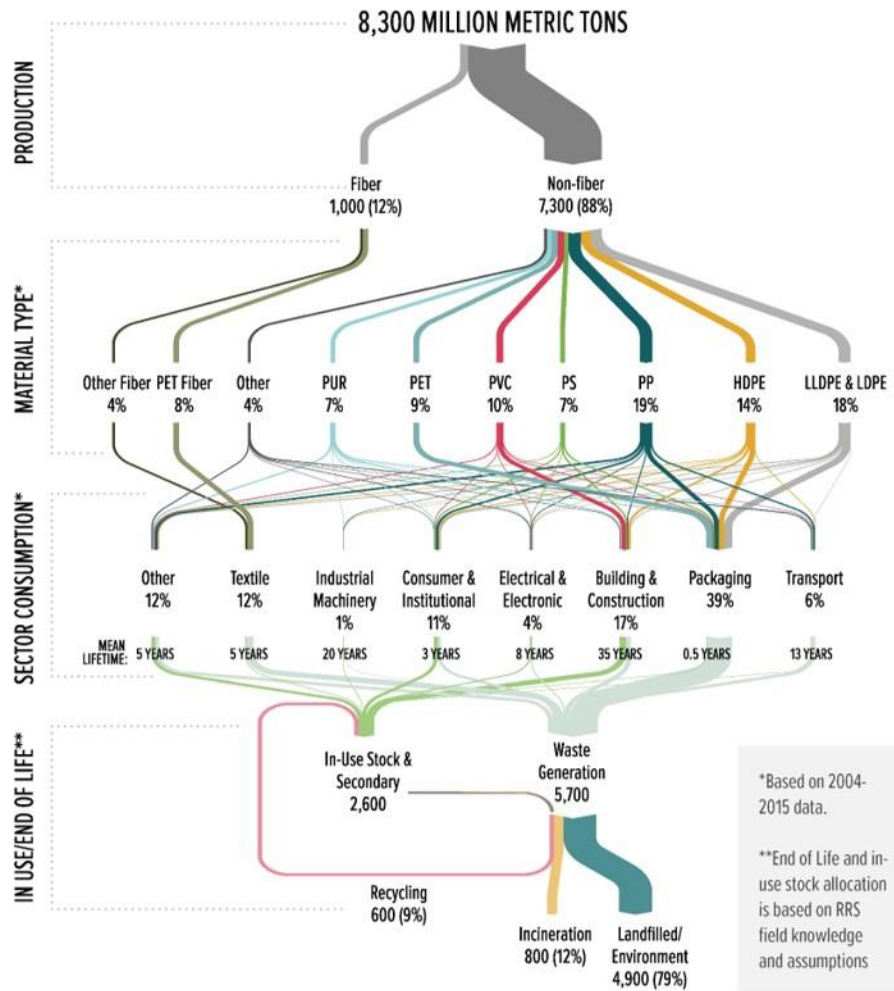 8,300 MILLION METRIC TONS
PRODUCTION
Fiber
1,000 (12%)
Non-fiber
7,300 (88%)
MATERIAL TYPE*
Other Fiber
4%
PET Fiber
8%
Other
4%
PUR
7%
PET
9%
PVC
10%
PS
7%
PP
19%
HDPE
14%
LLDPE & LDPE
18%
SECTOR CONSUMPTION*
Other
12%
Textile
12%
Industrial
Machinery
1%
Consumer &
Institutional
11%
Electrical &
Electronic
4%
Building &
Construction
17%
Packaging
39%
Transport
6%
MEAN
LIFETIME:
5 YEARS
5 YEARS
20 YEARS
3 YEARS
8 YEARS
35 YEARS
0.5 YEARS
13 YEARS
IN USE/END OF LIFE**
In-Use Stock &
Secondary
2,600
Waste
Generation
5,700
Recycling
600 (9%)
Incineration
800 (12%)
Landfilled/
Environment
4,900 (79%)
*Based on 2004-
2015 data.
**End of Life and in-
use stock allocation
is based on RRS
field knowledge
and assumptions